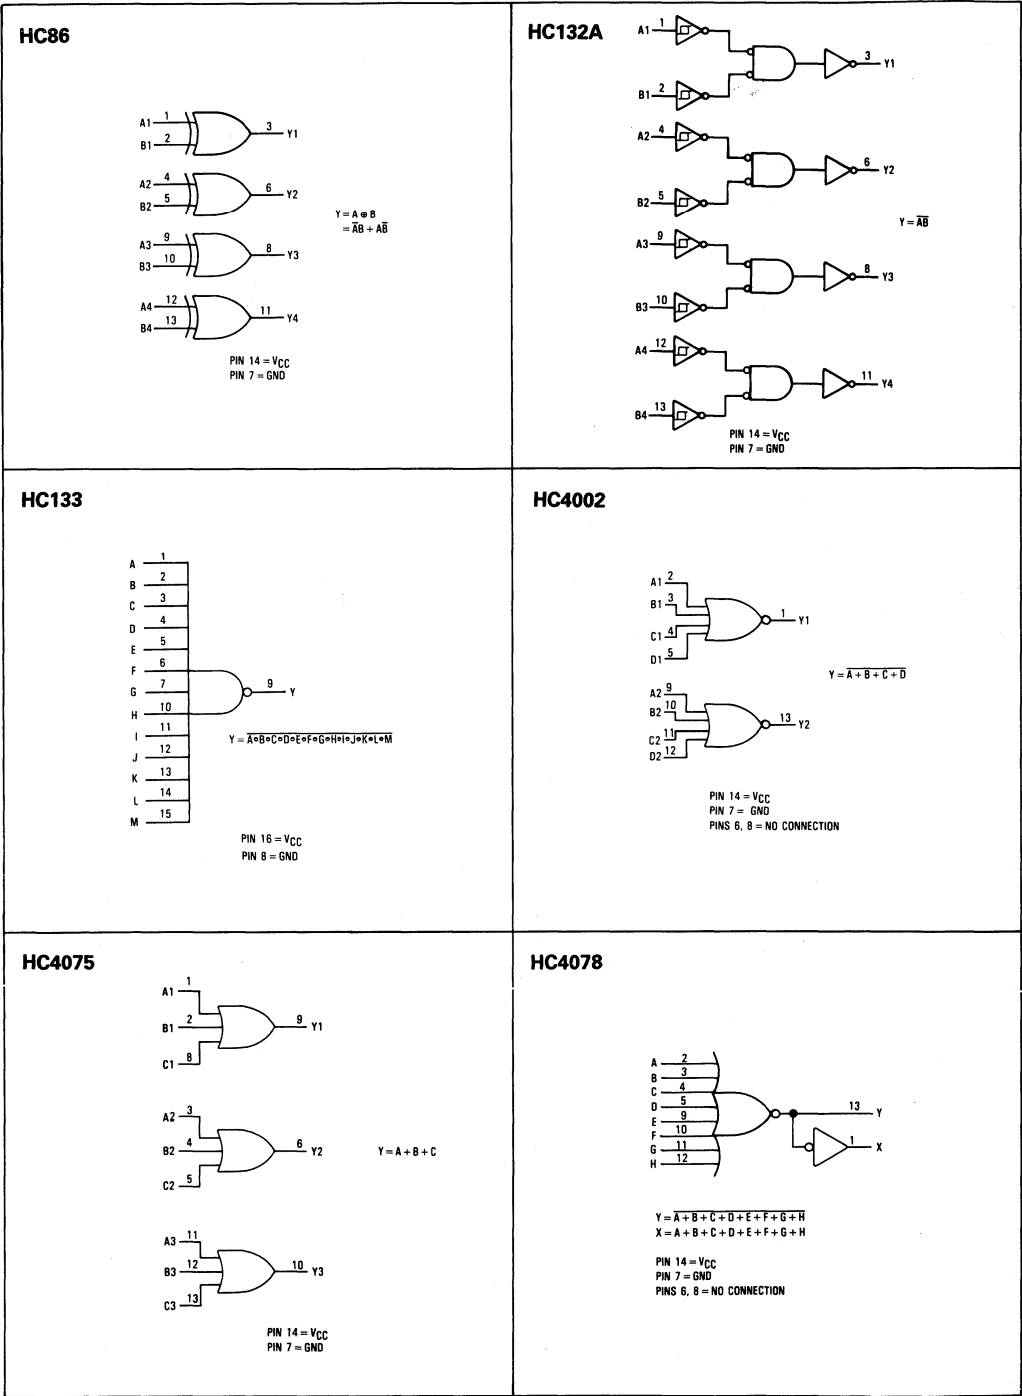 HC86
A1 1
B1 2
3 Y1
A2 4
B2 5
6 Y2
A3 9
B3 10
8 Y3
A4 12
B4 13
11 Y4
Y = A ⊕ B
= A̅B + AB̅
PIN 14 = VCC
PIN 7 = GND
HC132A
A1 1
B1 2
3 Y1
A2 4
B2 5
6 Y2
A3 9
B3 10
8 Y3
A4 12
B4 13
11 Y4
Y = A̅B̅
PIN 14 = VCC
PIN 7 = GND
HC133
A 1
B 2
C 3
D 4
E 5
F 6
G 7
H 10
I 11
J 12
K 13
L 14
M 15
9 Y
Y = A̅•̅B̅•̅C̅•̅D̅•̅E̅•̅F̅•̅G̅•̅H̅•̅I̅•̅J̅•̅K̅•̅L̅•̅M̅
PIN 16 = VCC
PIN 8 = GND
HC4002
A1 2
B1 3
C1 4
D1 5
1 Y1
A2 9
B2 10
C2 11
D2 12
13 Y2
Y = A̅ ̅+̅ ̅B̅ ̅+̅ ̅C̅ ̅+̅ ̅D̅
PIN 14 = VCC
PIN 7 = GND
PINS 6, 8 = NO CONNECTION
HC4075
A1 1
B1 2
C1 8
9 Y1
A2 3
B2 4
C2 5
6 Y2
A3 11
B3 12
C3 13
10 Y3
Y = A + B + C
PIN 14 = VCC
PIN 7 = GND
HC4078
A 2
B 3
C 4
D 5
E 9
F 10
G 11
H 12
13 Y
1 X
Y = A̅ ̅+̅ ̅B̅ ̅+̅ ̅C̅ ̅+̅ ̅D̅ ̅+̅ ̅E̅ ̅+̅ ̅F̅ ̅+̅ ̅G̅ ̅+̅ ̅H̅
X = A + B + C + D + E + F + G + H
PIN 14 = VCC
PIN 7 = GND
PINS 6, 8 = NO CONNECTION